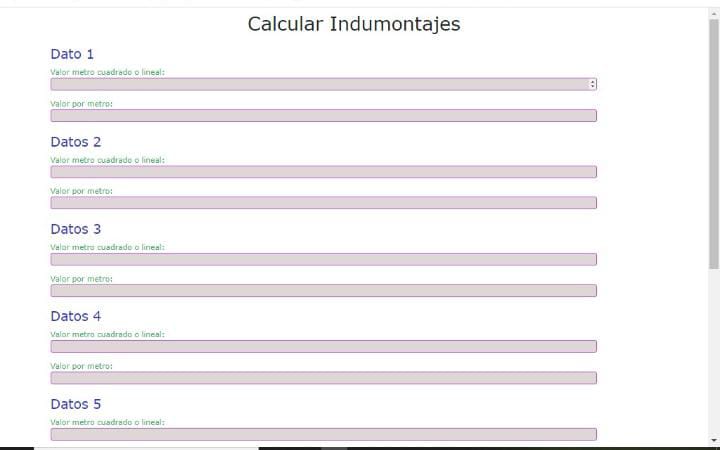 Calcular Indumontajes
Dato 1
Valor metro cuadrado o lineal:
Valor por metro:
Datos 2
Valor metro cuadrado o lineal:
Valor por metro:
Datos 3
Valor metro cuadrado o lineal:
Valor por metro:
Datos 4
Valor metro cuadrado o lineal:
Valor por metro:
Datos 5
Valor metro cuadrado o lineal: